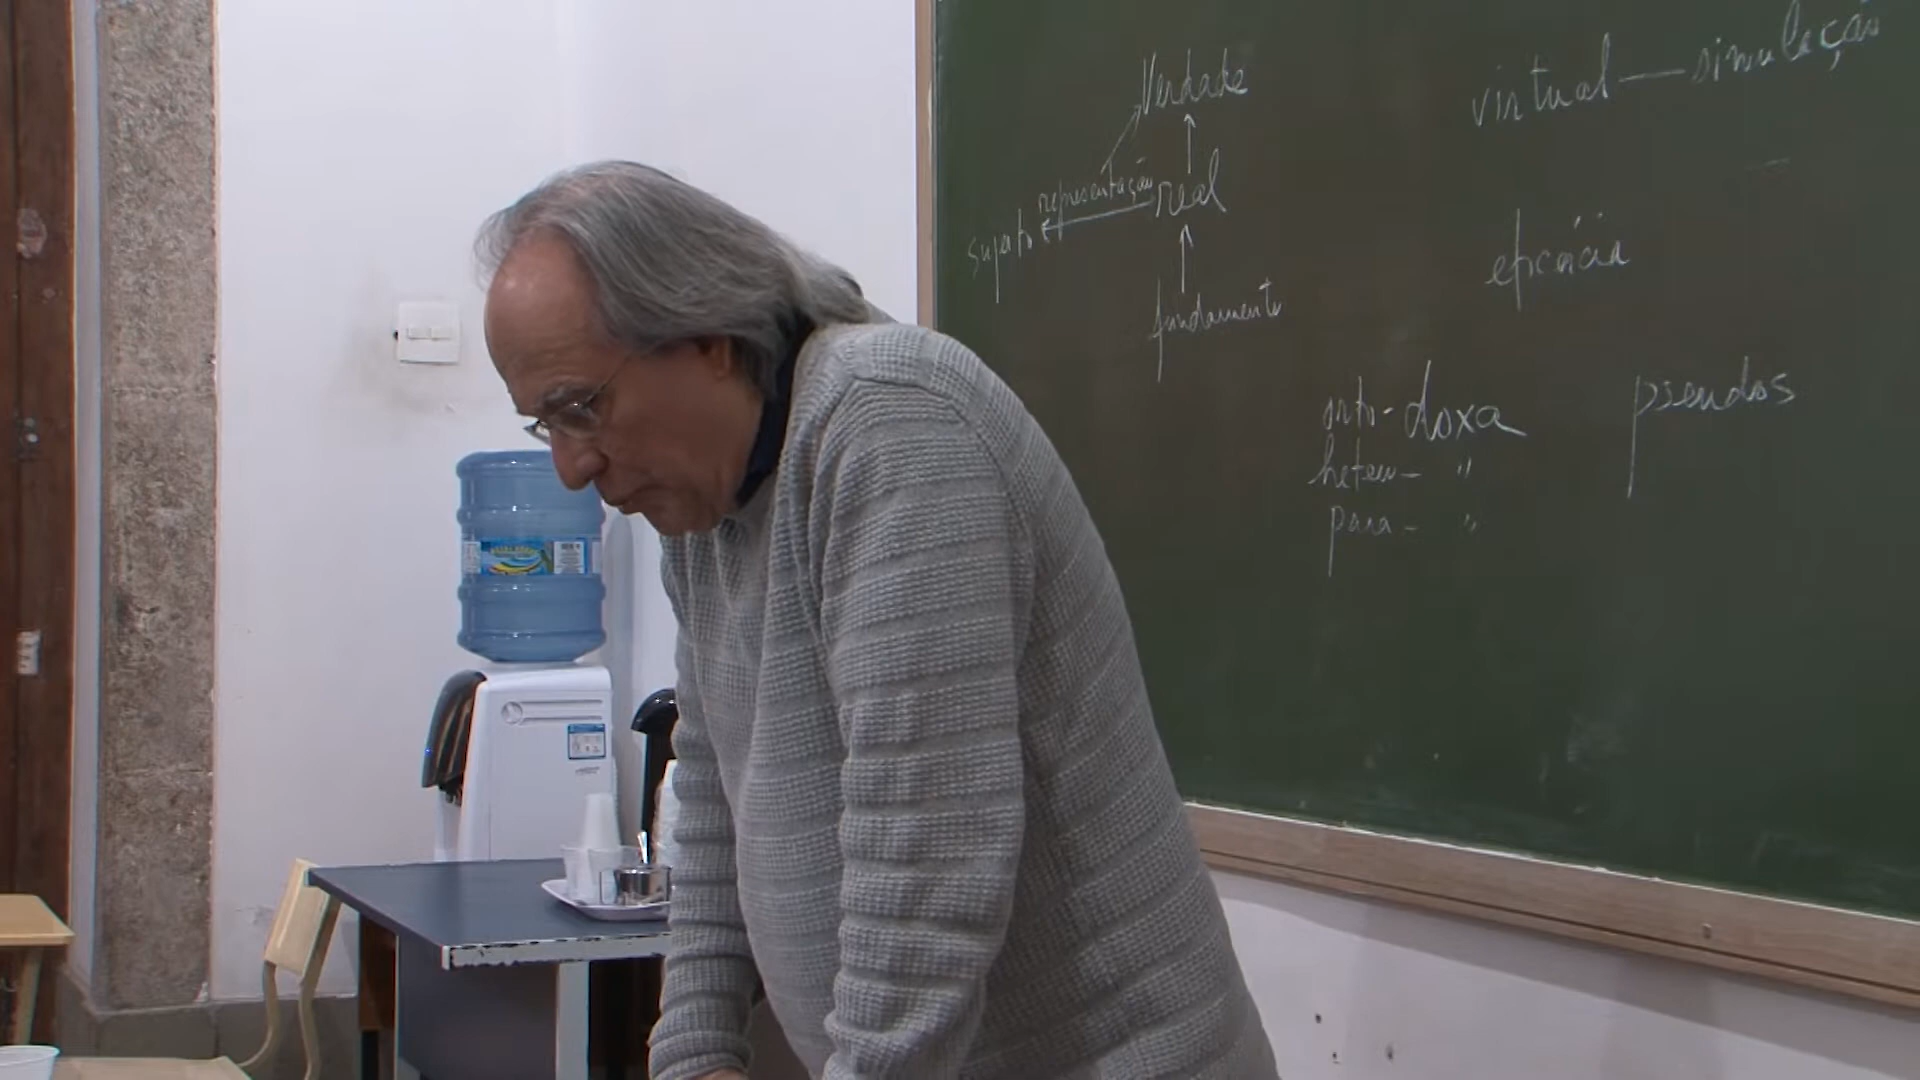 Verdade
virtual — simulação
representação real
sujeito
eficácia
fundamento
orto-doxa
pseudos
hetero- "
para- "